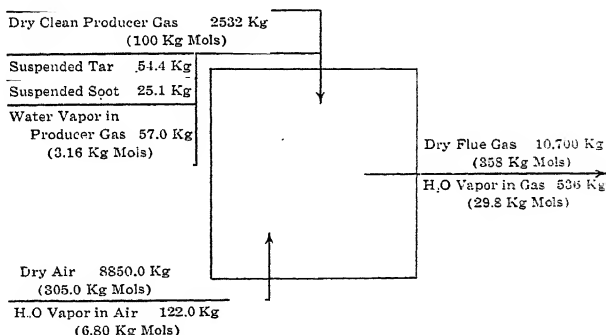 Dry Clean Producer Gas 2532 Kg
(100 Kg Mols)
Suspended Tar 54.4 Kg
Suspended Soot 25.1 Kg
Water Vapor in
Producer Gas 57.0 Kg
(3.16 Kg Mols)
Dry Flue Gas 10,700 Kg
(358 Kg Mols)
H2O Vapor in Gas 536 Kg
(29.8 Kg Mols)
Dry Air 8850.0 Kg
(305.0 Kg Mols)
H2O Vapor in Air 122.0 Kg
(6.80 Kg Mols)